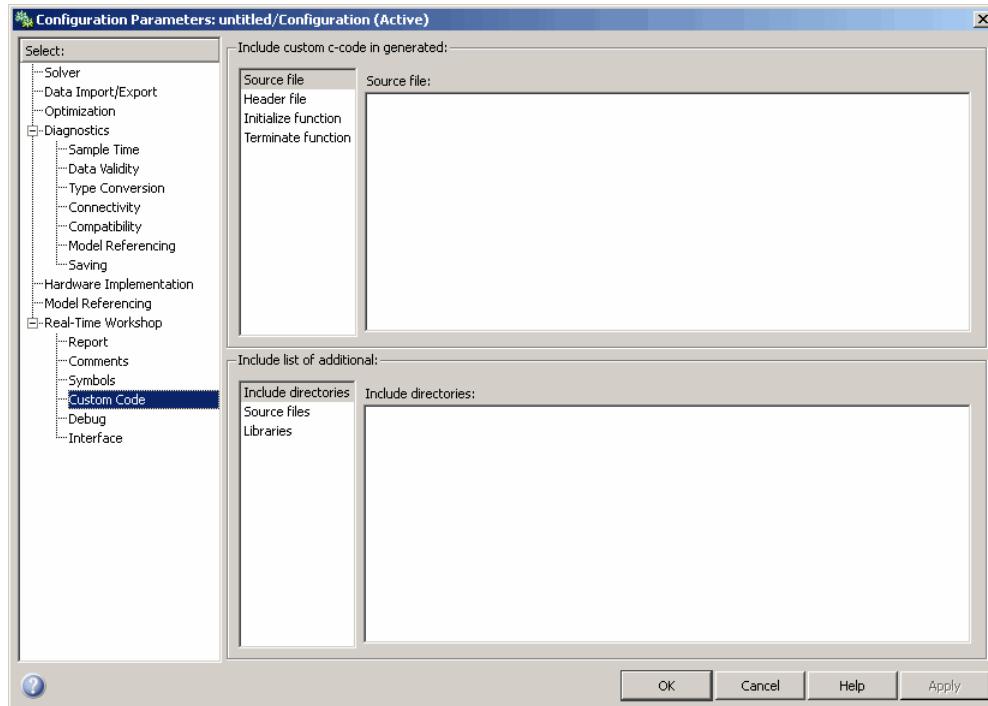 Configuration Parameters: untitled/Configuration (Active)
Select:
Solver
Data Import/Export
Optimization
Diagnostics
Sample Time
Data Validity
Type Conversion
Connectivity
Compatibility
Model Referencing
Saving
Hardware Implementation
Model Referencing
Real-Time Workshop
Report
Comments
Symbols
Custom Code
Debug
Interface
Include custom c-code in generated:
Source file
Header file
Initialize function
Terminate function
Source file:
Include list of additional:
Include directories
Source files
Libraries
Include directories:
OK
Cancel
Help
Apply